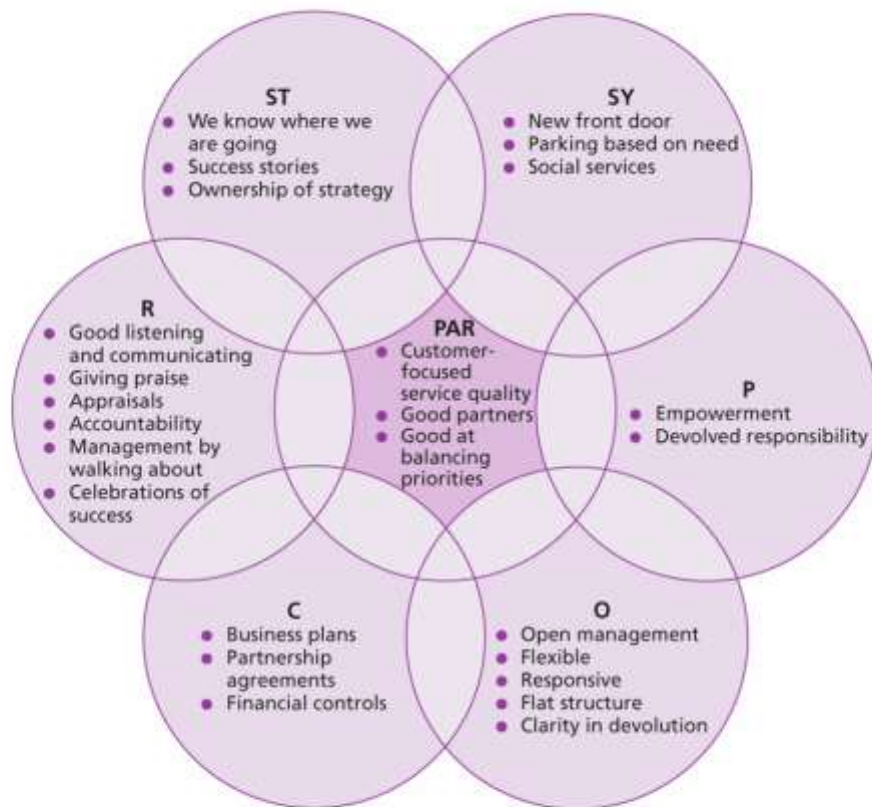 ST
● We know where we
are going
● Success stories
● Ownership of strategy
SY
● New front door
● Parking based on need
● Social services
R
● Good listening
and communicating
● Giving praise
● Appraisals
● Accountability
● Management by
walking about
● Celebrations of
success
PAR
● Customer-
focused
service quality
● Good partners
● Good at
balancing
priorities
P
● Empowerment
● Devolved responsibility
C
● Business plans
● Partnership
agreements
● Financial controls
O
● Open management
● Flexible
● Responsive
● Flat structure
● Clarity in devolution